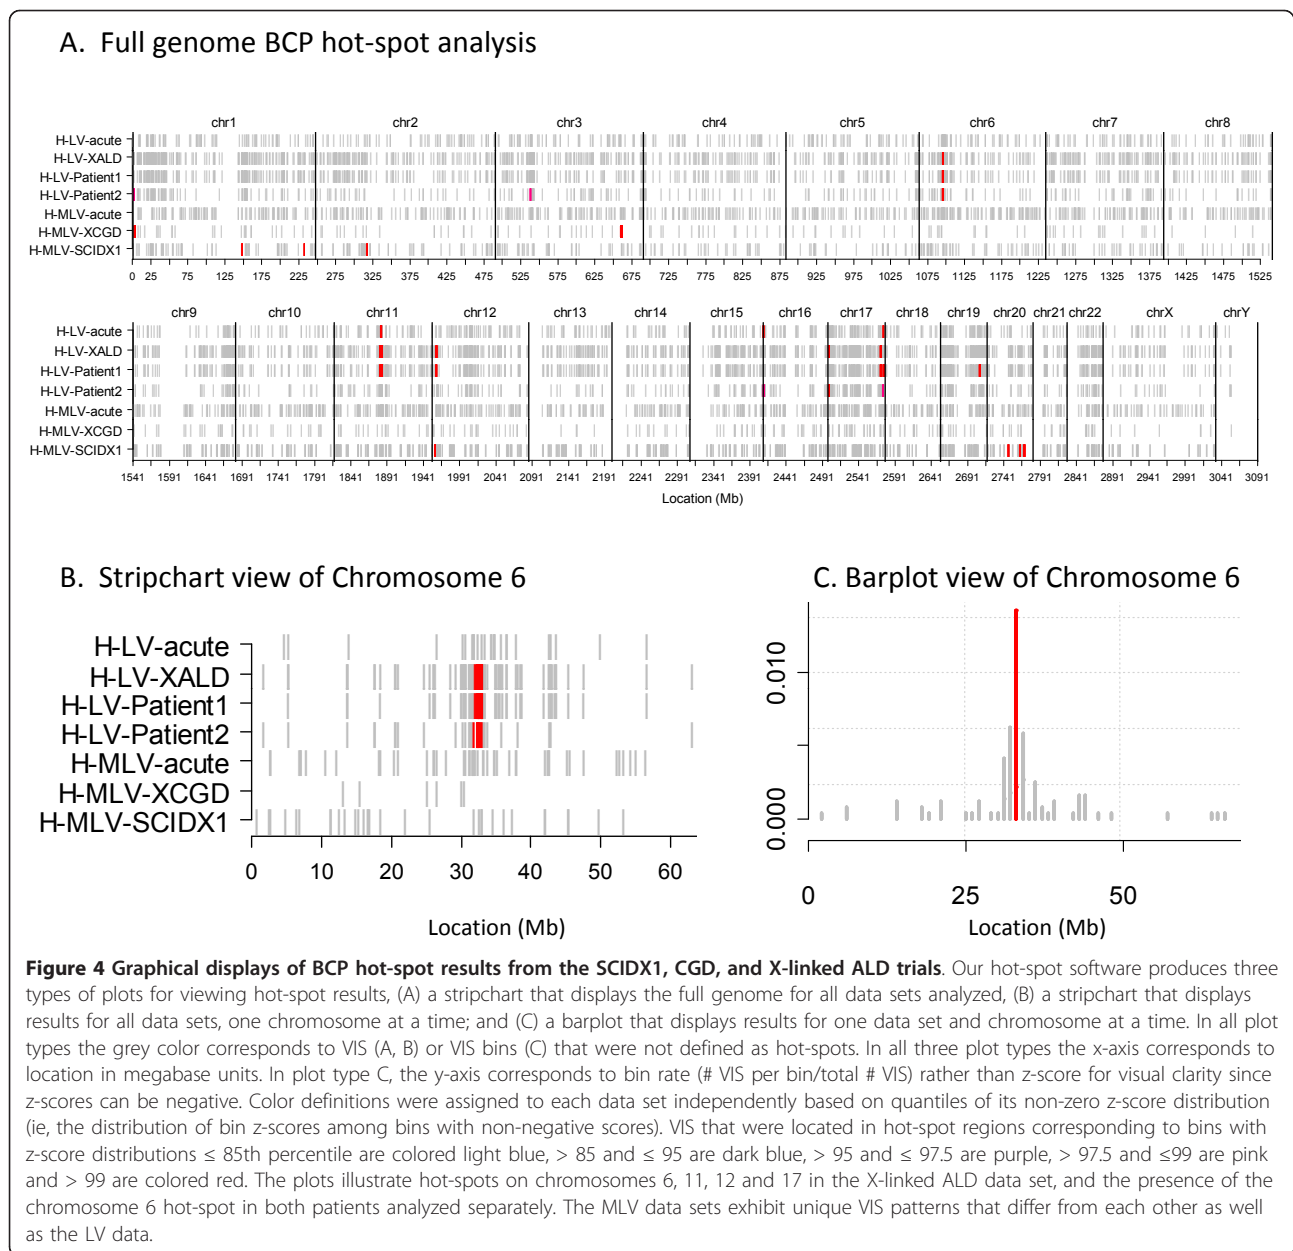 A. Full genome BCP hot-spot analysis
chr1 chr2 chr3 chr4 chr5 chr6 chr7 chr8
H-LV-acute
H-LV-XALD
H-LV-Patient1
H-LV-Patient2
H-MLV-acute
H-MLV-XCGD
H-MLV-SCIDX1
0 25 75 125 175 225 275 325 375 425 475 525 575 625 675 725 775 825 875 925 975 1025 1075 1125 1175 1225 1275 1325 1375 1425 1475 1525
chr9 chr10 chr11 chr12 chr13 chr14 chr15 chr16 chr17 chr18 chr19 chr20 chr21 chr22 chrX chrY
H-LV-acute
H-LV-XALD
H-LV-Patient1
H-LV-Patient2
H-MLV-acute
H-MLV-XCGD
H-MLV-SCIDX1
1541 1591 1641 1691 1741 1791 1841 1891 1941 1991 2041 2091 2141 2191 2241 2291 2341 2391 2441 2491 2541 2591 2641 2691 2741 2791 2841 2891 2941 2991 3041 3091
Location (Mb)
B. Stripchart view of Chromosome 6
H-LV-acute
H-LV-XALD
H-LV-Patient1
H-LV-Patient2
H-MLV-acute
H-MLV-XCGD
H-MLV-SCIDX1
0 10 20 30 40 50 60
Location (Mb)
C. Barplot view of Chromosome 6
0.010
0.000
0 25 50
Location (Mb)
Figure 4 Graphical displays of BCP hot-spot results from the SCIDX1, CGD, and X-linked ALD trials. Our hot-spot software produces three
types of plots for viewing hot-spot results, (A) a stripchart that displays the full genome for all data sets analyzed, (B) a stripchart that displays
results for all data sets, one chromosome at a time; and (C) a barplot that displays results for one data set and chromosome at a time. In all plot
types the grey color corresponds to VIS (A, B) or VIS bins (C) that were not defined as hot-spots. In all three plot types the x-axis corresponds to
location in megabase units. In plot type C, the y-axis corresponds to bin rate (# VIS per bin/total # VIS) rather than z-score for visual clarity since
z-scores can be negative. Color definitions were assigned to each data set independently based on quantiles of its non-zero z-score distribution
(ie, the distribution of bin z-scores among bins with non-negative scores). VIS that were located in hot-spot regions corresponding to bins with
z-score distributions ≤ 85th percentile are colored light blue, > 85 and ≤ 95 are dark blue, > 95 and ≤ 97.5 are purple, > 97.5 and ≤99 are pink
and > 99 are colored red. The plots illustrate hot-spots on chromosomes 6, 11, 12 and 17 in the X-linked ALD data set, and the presence of the
chromosome 6 hot-spot in both patients analyzed separately. The MLV data sets exhibit unique VIS patterns that differ from each other as well
as the LV data.